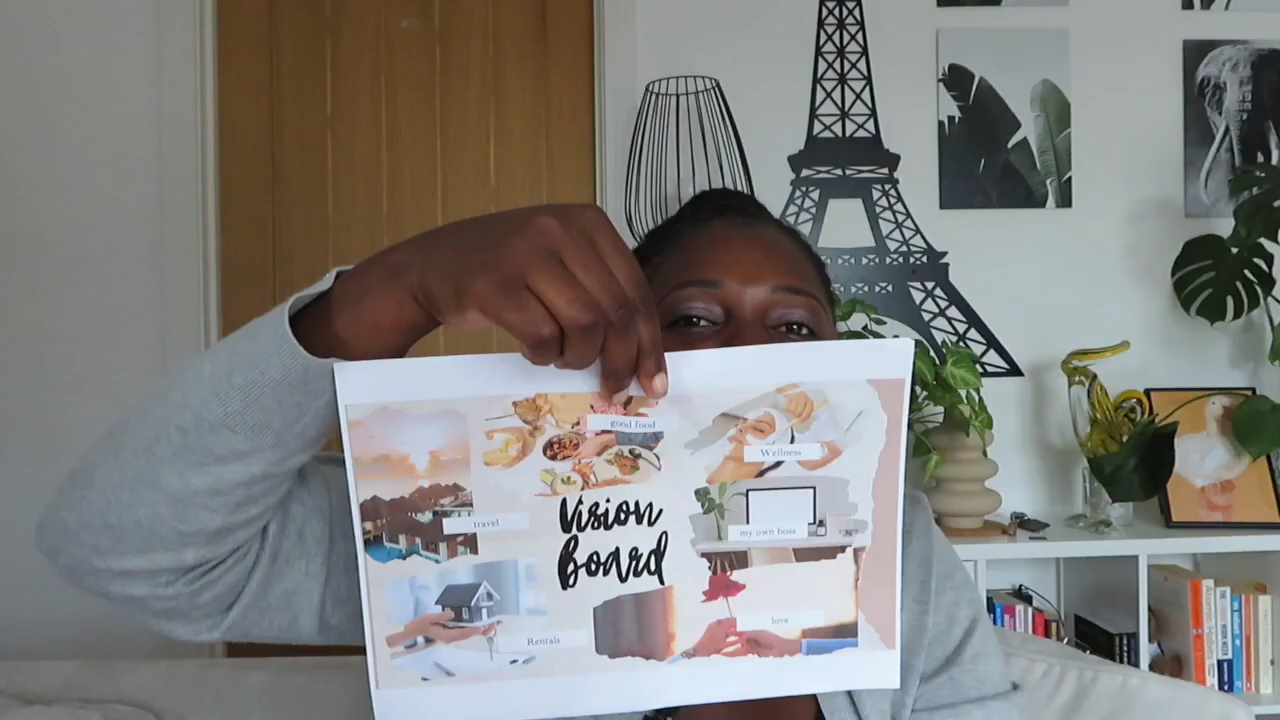 good food
Wellness
travel
Vision
Board
my own boss
Rentals
love